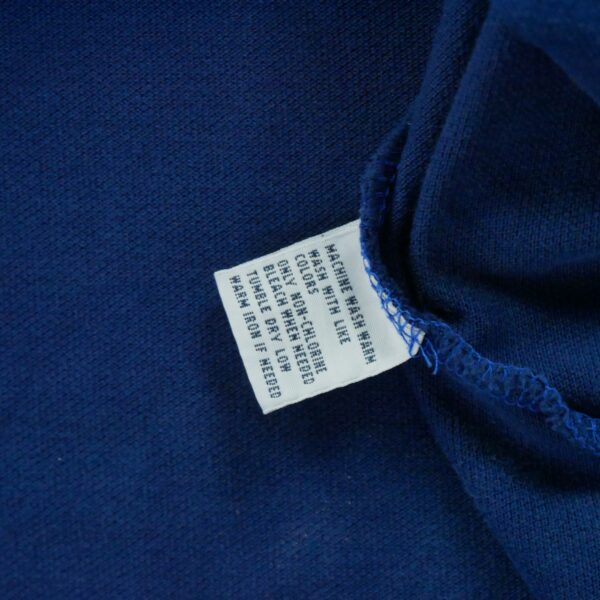 MACHINE WASH WARM
WASH WITH LIKE
COLORS
ONLY NON-CHLORINE
BLEACH WHEN NEEDED
TUMBLE DRY LOW
WARM IRON IF NEEDED